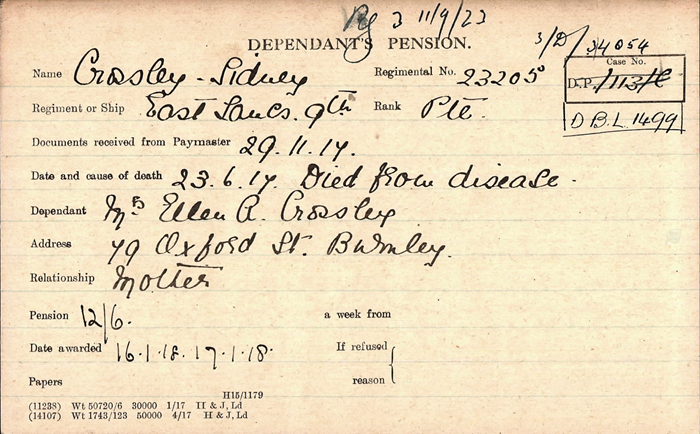 Rg 3 11/9/23
DEPENDANT'S PENSION.
3/D/ 34054
Name Crossley - Sidney Regimental No. 23205 Case No.
D.P. /113/C
Regiment or Ship East Lancs. 9th Rank Pte. D.B.L. 1499
Documents received from Paymaster 29.11.17.
Date and cause of death 23.6.17. Died from disease.
Dependant Mrs Ellen A. Crossley
Address 79 Oxford St. Burnley.
Relationship Mother
Pension 12/6. a week from
Date awarded 16.1.18. 17.1.18. If refused
Papers reason
H15/1179
(11238) Wt 50720/6 30000 1/17 H & J, Ld
(14107) Wt 1743/123 50000 4/17 H & J, Ld